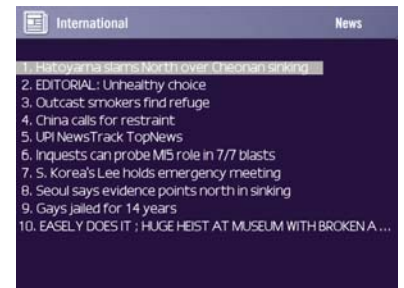 International
News
1. Hatoyama slams North over Cheonan sinking
2. EDITORIAL: Unhealthy choice
3. Outcast smokers find refuge
4. China calls for restraint
5. UPI NewsTrack TopNews
6. Inquests can probe MI5 role in 7/7 blasts
7. S. Korea's Lee holds emergency meeting
8. Seoul says evidence points north in sinking
9. Gays jailed for 14 years
10. EASELY DOES IT ; HUGE HEIST AT MUSEUM WITH BROKEN A ...